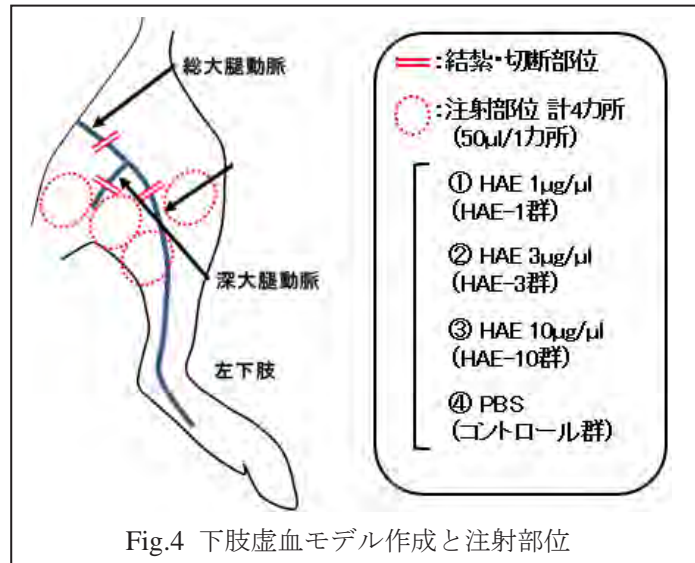 総大腿動脈
深大腿動脈
左下肢
:結紮・切断部位
:注射部位 計4カ所
(50μl/1カ所)
① HAE 1μg/μl
(HAE-1群)
② HAE 3μg/μl
(HAE-3群)
③ HAE 10μg/μl
(HAE-10群)
④ PBS
(コントロール群)
Fig.4 下肢虚血モデル作成と注射部位